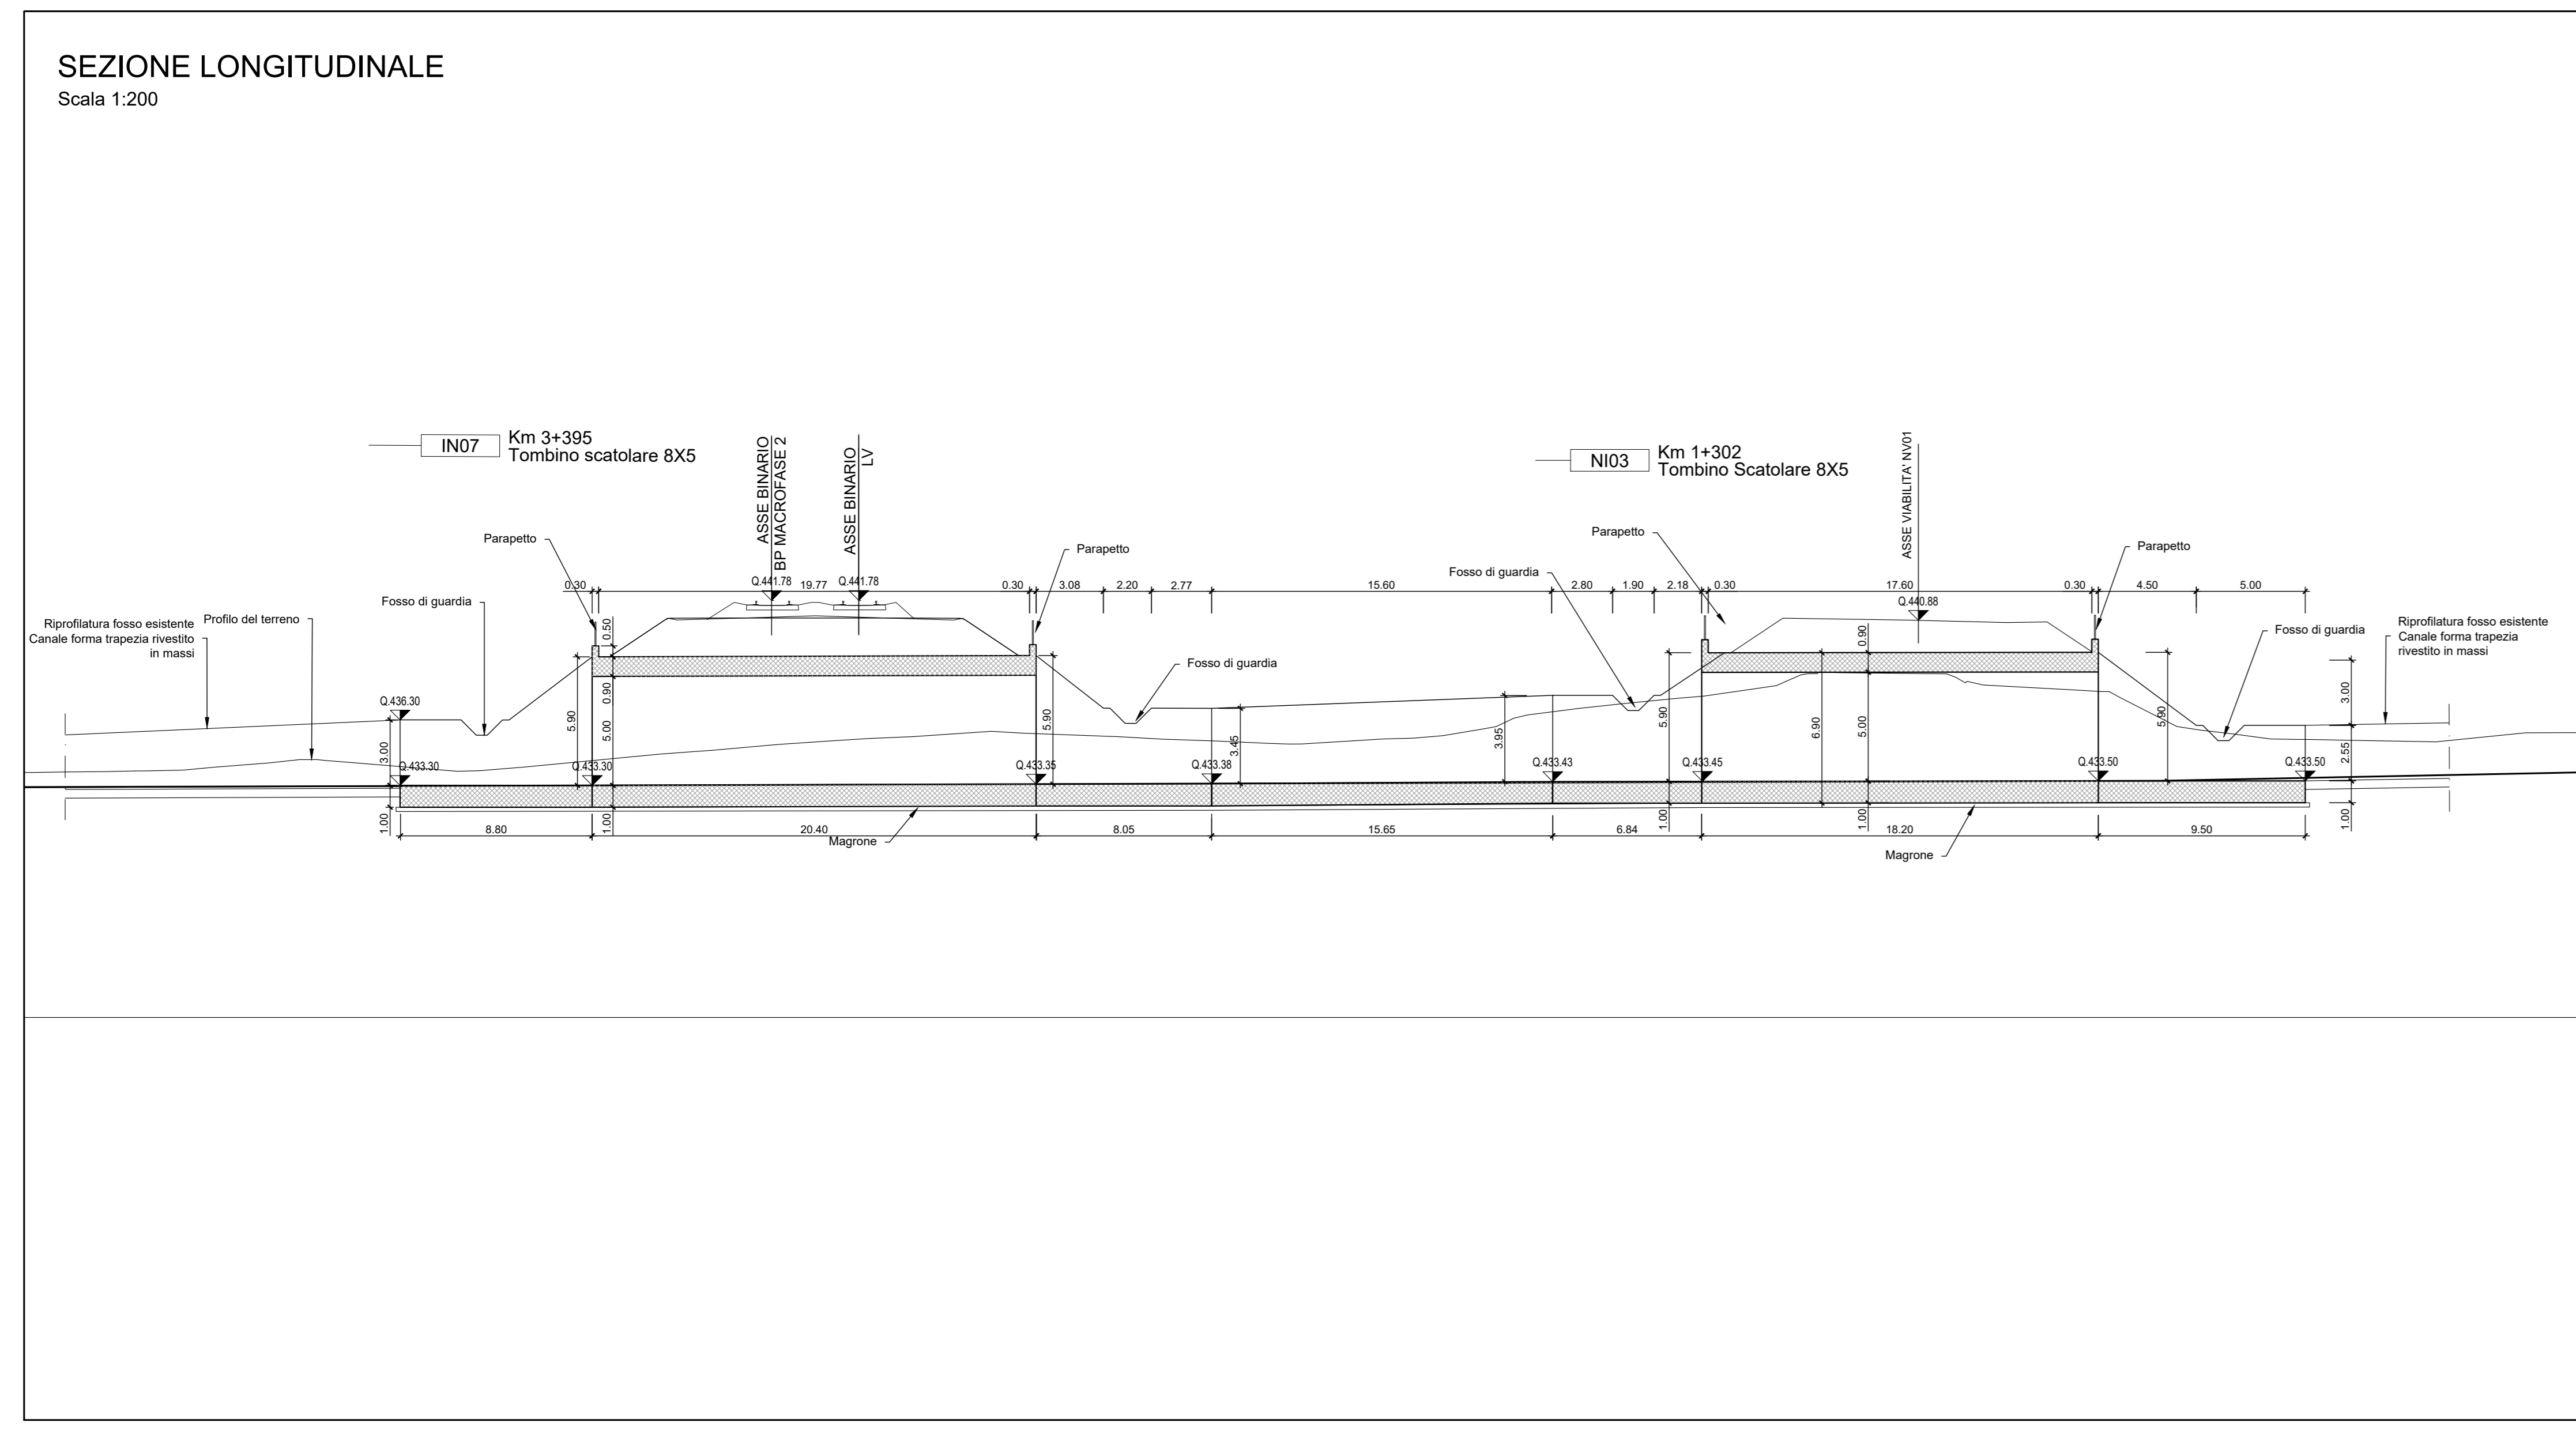 SEZIONE LONGITUDINALE
Scala 1:200
IN07
Km 3+395
Tombino scatolare 8X5
ASSE BINARIO
BP MACROFASE 2
ASSE BINARIO
LV
NI03
Km 1+302
Tombino Scatolare 8X5
ASSE VIABILITA' NV01
Parapetto
Parapetto
Parapetto
Parapetto
Fosso di guardia
Fosso di guardia
Fosso di guardia
Fosso di guardia
Riprofilatura fosso esistente
Canale forma trapezia rivestito
in massi
Profilo del terreno
Riprofilatura fosso esistente
Canale forma trapezia
rivestito in massi
0.30
Q.441.78
19.77
Q.441.78
0.30
3.08
2.20
2.77
15.60
2.80
1.90
2.18
0.30
17.60
0.30
4.50
5.00
Q.440.88
Q.436.30
0.50
0.90
5.00
5.90
3.00
5.90
3.45
3.95
5.90
6.90
0.90
5.00
5.90
3.00
2.55
Q.433.30
Q.433.30
Q.433.35
Q.433.38
Q.433.43
Q.433.45
Q.433.50
Q.433.50
1.00
1.00
1.00
1.00
1.00
8.80
20.40
8.05
15.65
6.84
18.20
9.50
Magrone
Magrone